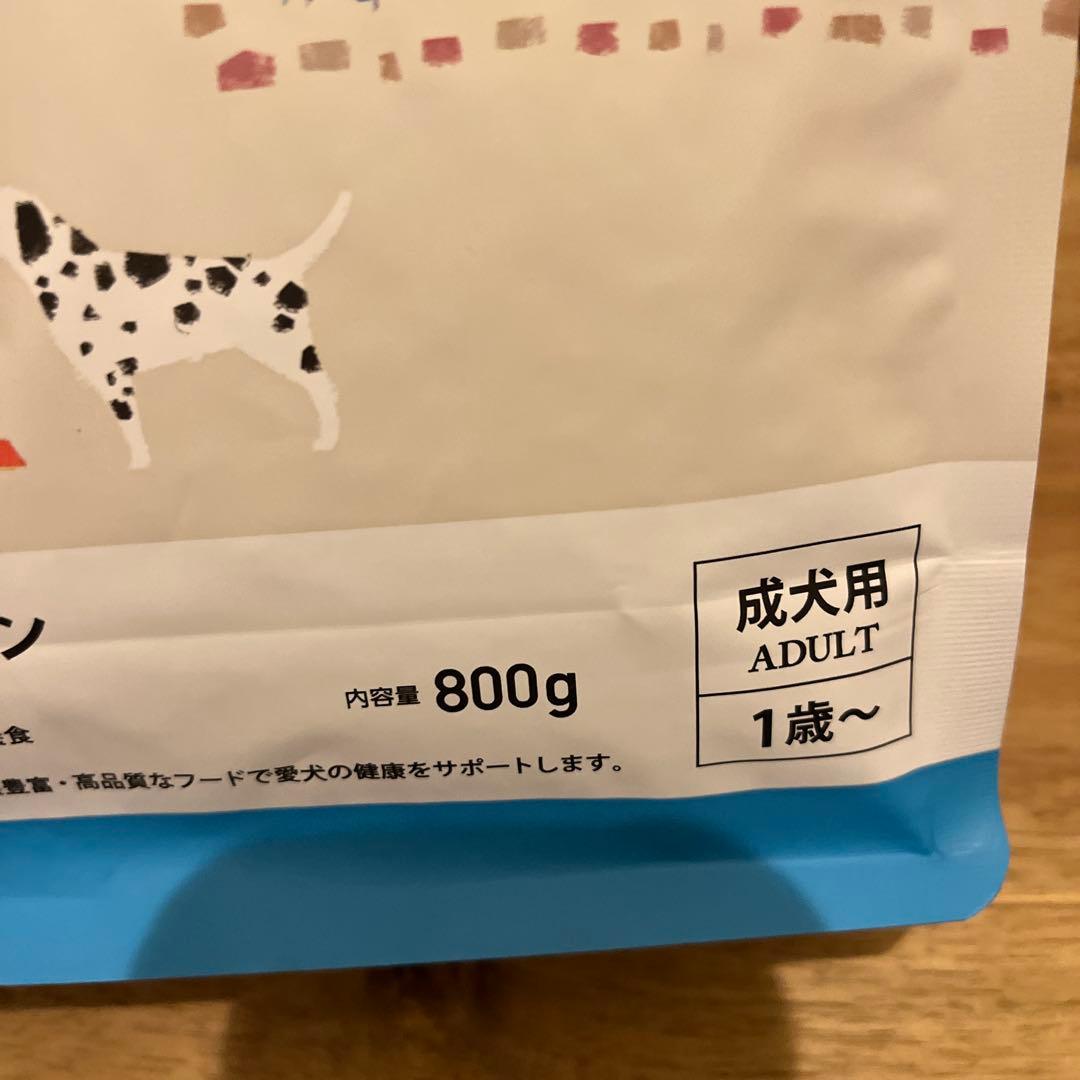 ン
内容量 800g
食
豊富・高品質なフードで愛犬の健康をサポートします。
成犬用
ADULT
1歳～